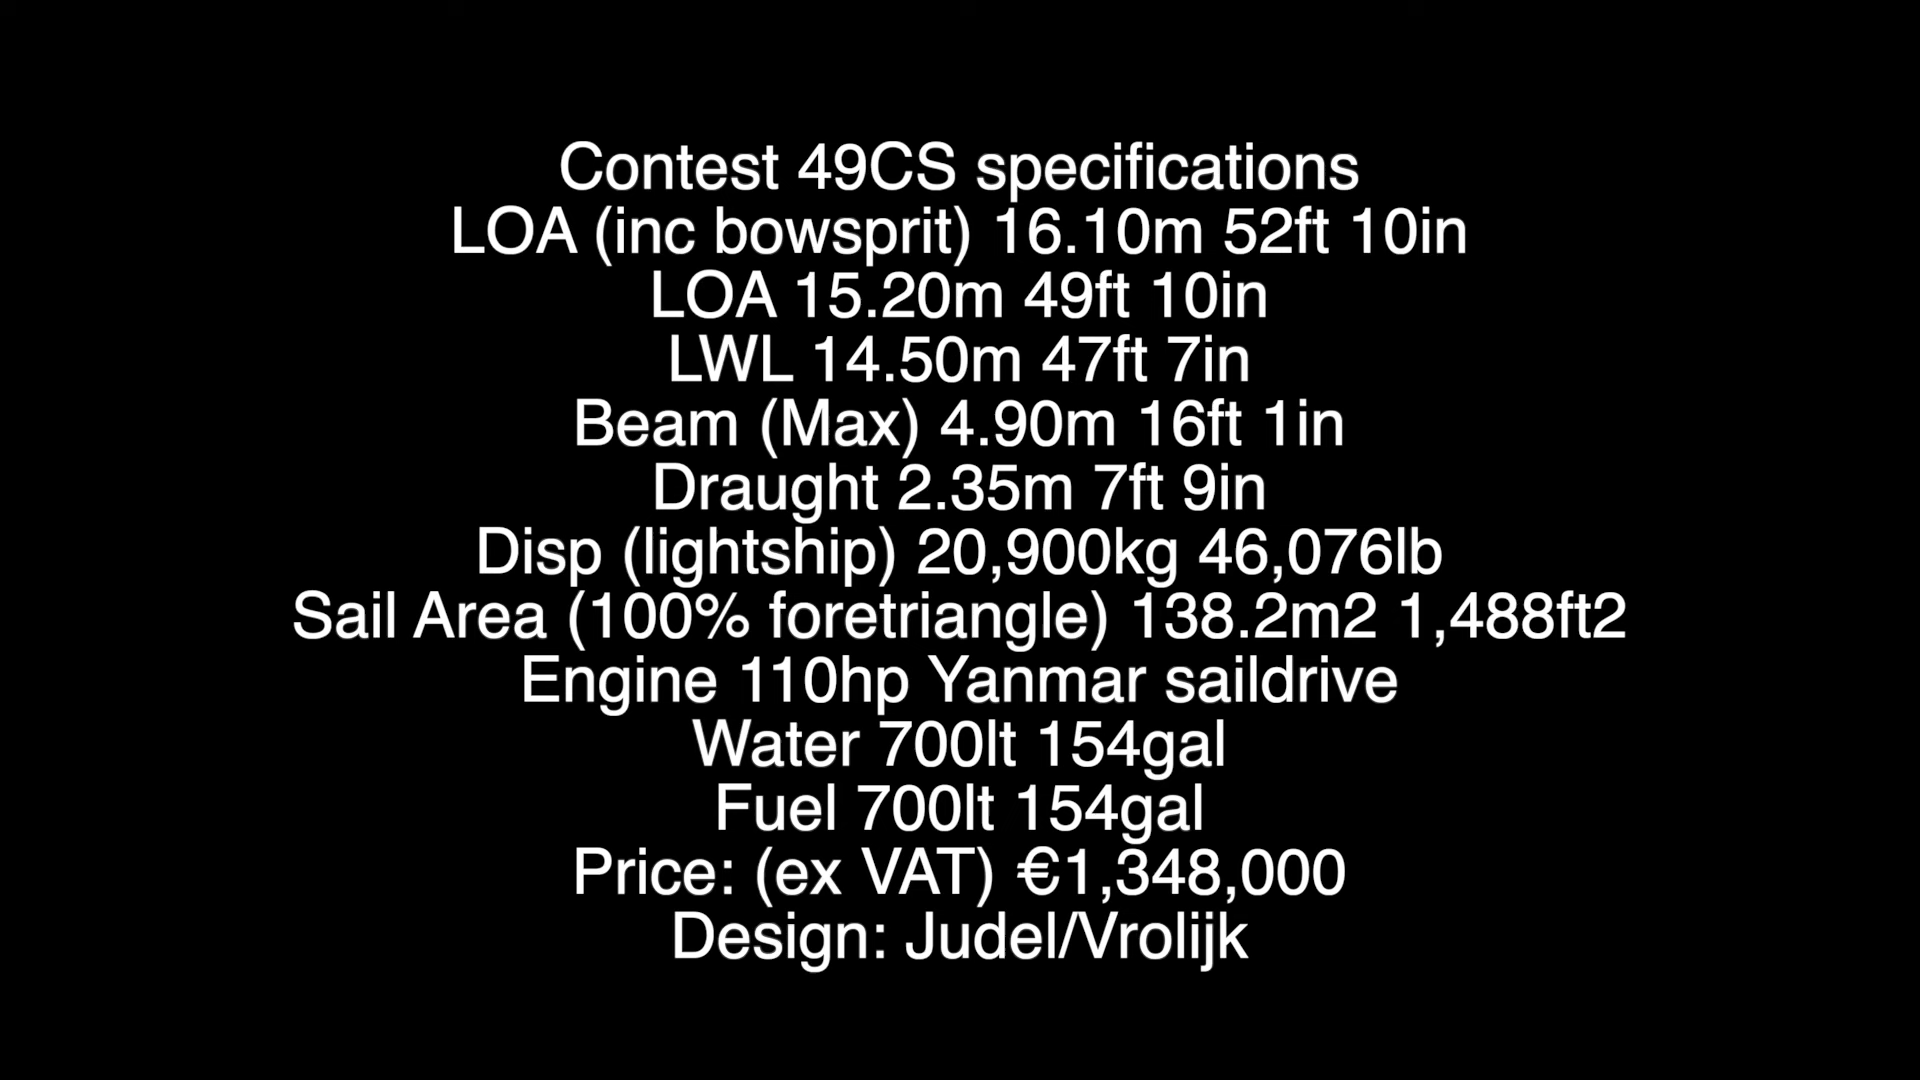 Contest 49CS specifications
LOA (inc bowsprit) 16.10m 52ft 10in
LOA 15.20m 49ft 10in
LWL 14.50m 47ft 7in
Beam (Max) 4.90m 16ft 1in
Draught 2.35m 7ft 9in
Disp (lightship) 20,900kg 46,076lb
Sail Area (100% foretriangle) 138.2m2 1,488ft2
Engine 110hp Yanmar saildrive
Water 700lt 154gal
Fuel 700lt 154gal
Price: (ex VAT) €1,348,000
Design: Judel/Vrolijk